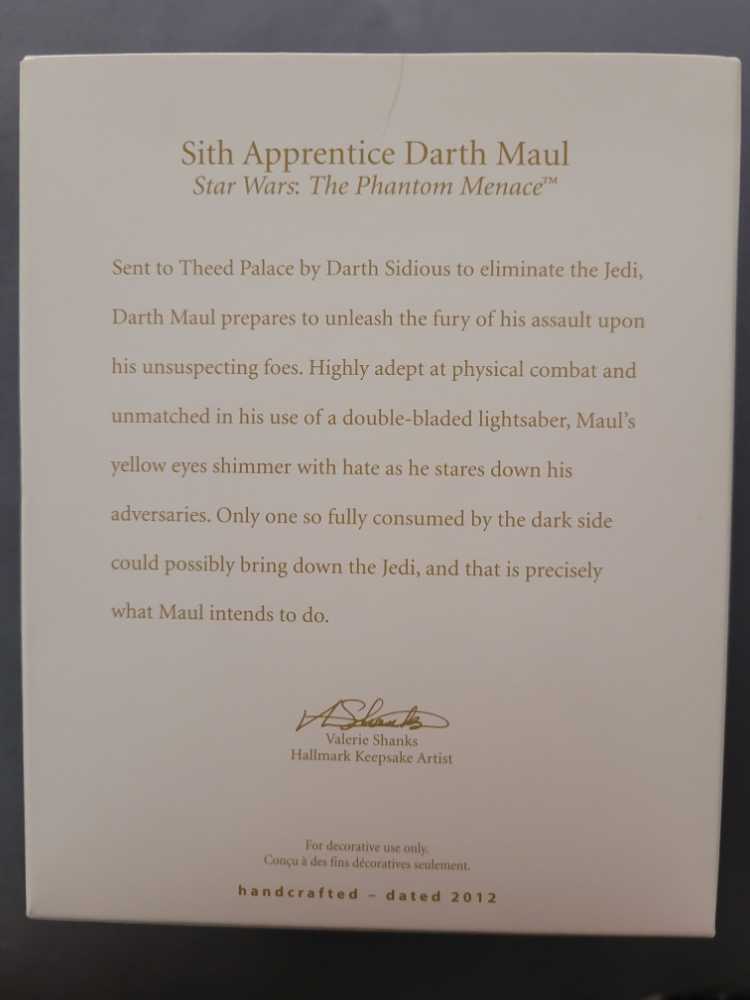 Sith Apprentice Darth Maul
Star Wars: The Phantom Menace™
Sent to Theed Palace by Darth Sidious to eliminate the Jedi,
Darth Maul prepares to unleash the fury of his assault upon
his unsuspecting foes. Highly adept at physical combat and
unmatched in his use of a double-bladed lightsaber, Maul's
yellow eyes shimmer with hate as he stares down his
adversaries. Only one so fully consumed by the dark side
could possibly bring down the Jedi, and that is precisely
what Maul intends to do.
VShanks
Valerie Shanks
Hallmark Keepsake Artist
For decorative use only.
Conçu à des fins décoratives seulement.
handcrafted – dated 2012